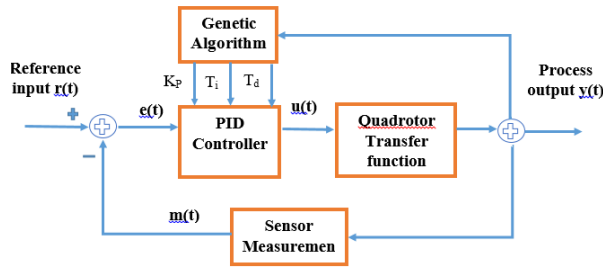 Genetic
Algorithm
Reference
input r(t)
Process
output y(t)
KP
Ti
Td
+
e(t)
PID
Controller
u(t)
Quadrotor
Transfer
function
−
m(t)
Sensor
Measuremen